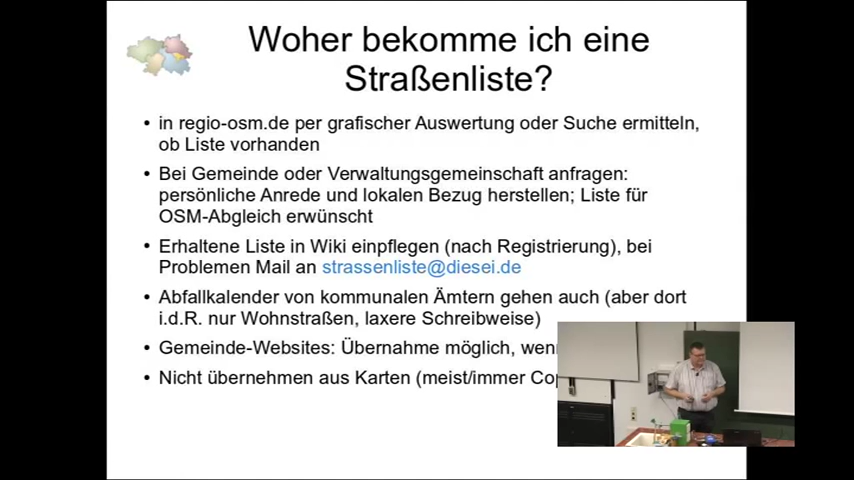 Woher bekomme ich eine
Straßenliste?
• in regio-osm.de per grafischer Auswertung oder Suche ermitteln,
ob Liste vorhanden
• Bei Gemeinde oder Verwaltungsgemeinschaft anfragen:
persönliche Anrede und lokalen Bezug herstellen; Liste für
OSM-Abgleich erwünscht
• Erhaltene Liste in Wiki einpflegen (nach Registrierung), bei
Problemen Mail an strassenliste@diesei.de
• Abfallkalender von kommunalen Ämtern gehen auch (aber dort
i.d.R. nur Wohnstraßen, laxere Schreibweise)
• Gemeinde-Websites: Übernahme möglich, wenn
• Nicht übernehmen aus Karten (meist/immer